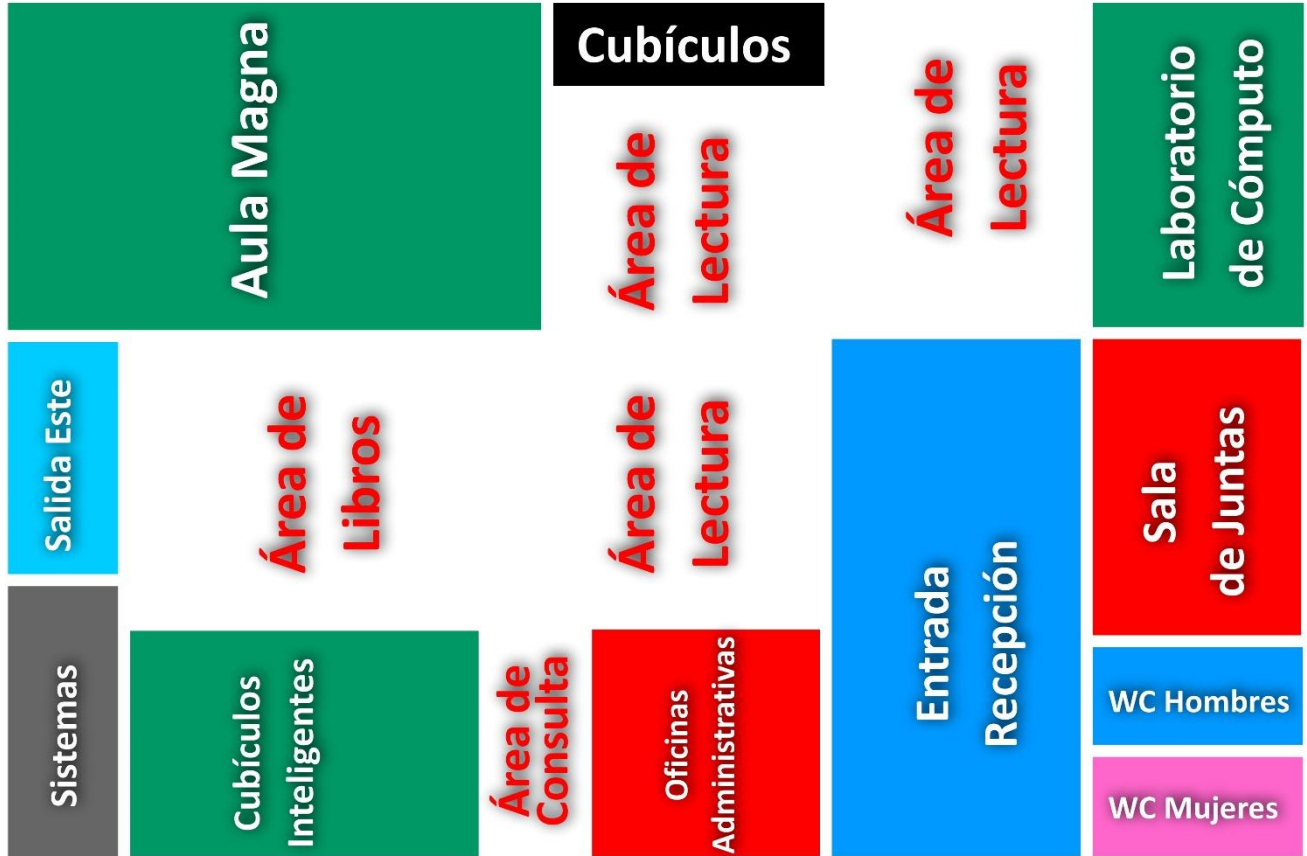 Aula Magna
Cubículos
Área de
Lectura
Área de
Lectura
Laboratorio
de Cómputo
Salida Este
Área de
Libros
Área de
Lectura
Entrada
Recepción
Sala
de Juntas
Sistemas
Cubículos
Inteligentes
Área de
Consulta
Oficinas
Administrativas
WC Hombres
WC Mujeres